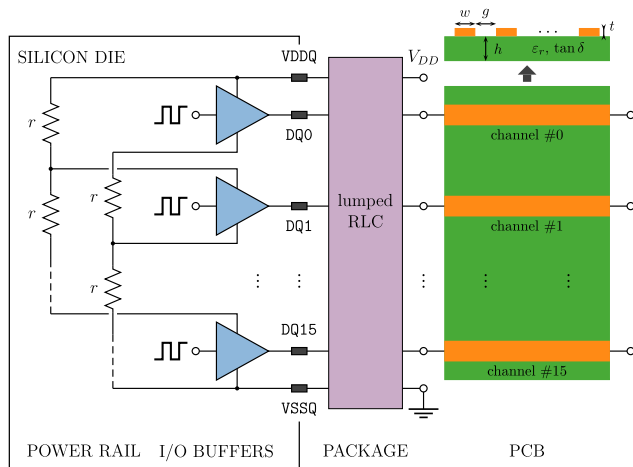 w g
t
h
ε_r, tan δ
...
SILICON DIE
VDDQ
V_DD
DQ0
r
channel #0
r
r
DQ1
lumped
RLC
channel #1
r
DQ15
channel #15
VSSQ
POWER RAIL I/O BUFFERS PACKAGE PCB